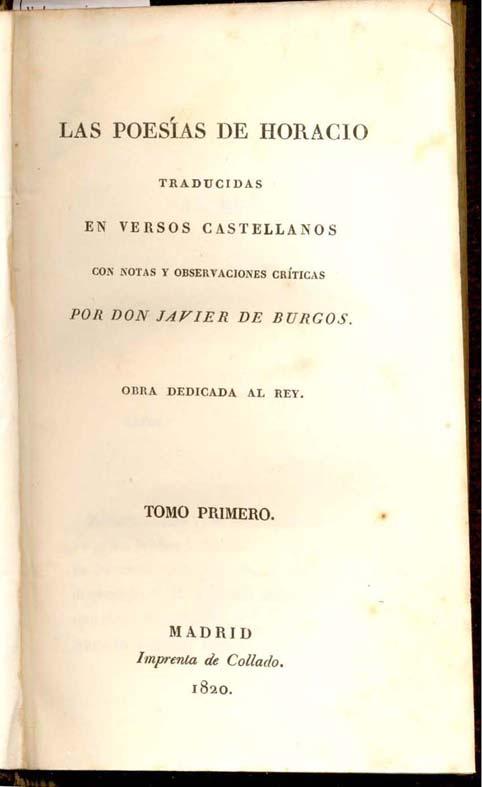 LAS POESÍAS DE HORACIO
TRADUCIDAS
EN VERSOS CASTELLANOS
CON NOTAS Y OBSERVACIONES CRÍTICAS
POR DON JAVIER DE BURGOS.
OBRA DEDICADA AL REY.
TOMO PRIMERO.
MADRID
Imprenta de Collado.
1820.